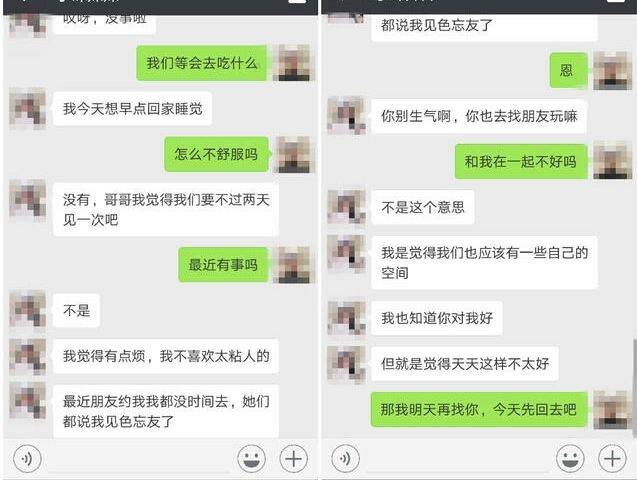 哎呀，没事啦
我们等会去吃什么
我今天想早点回家睡觉
怎么不舒服吗
没有，哥哥我觉得我们要不过两天
见一次吧
最近有事吗
不是
我觉得有点烦，我不喜欢太粘人的
最近朋友约我我都没时间去，她们
都说我见色忘友了
都说我见色忘友了
恩
你别生气啊，你也去找朋友玩嘛
和我在一起不好吗
不是这个意思
我是觉得我们也应该有一些自己的
空间
我也知道你对我好
但就是觉得天天这样不太好
那我明天再找你，今天先回去吧